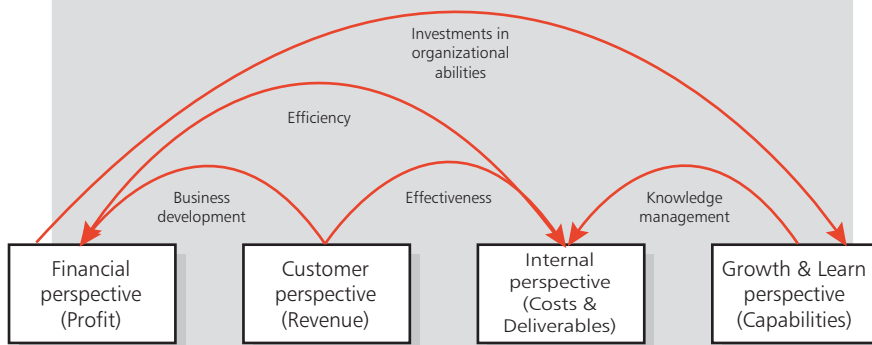 Investments in
organizational
abilities
Efficiency
Business
development
Effectiveness
Knowledge
management
Financial
perspective
(Profit)
Customer
perspective
(Revenue)
Internal
perspective
(Costs &
Deliverables)
Growth & Learn
perspective
(Capabilities)